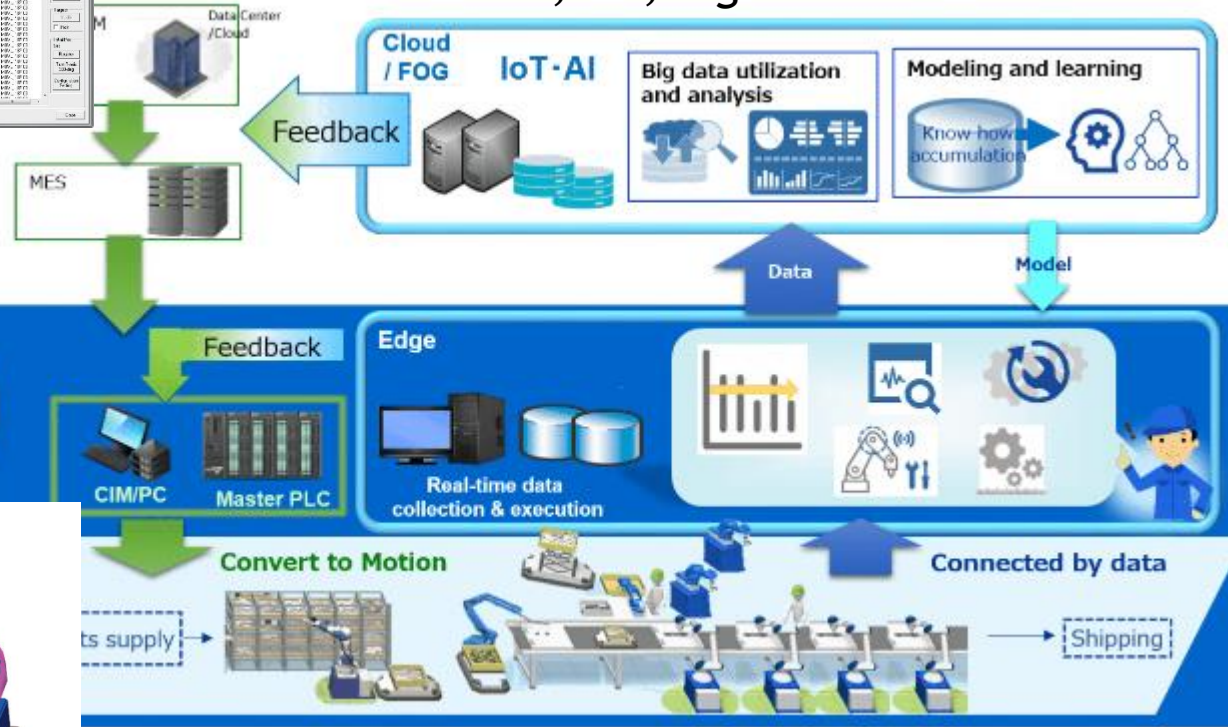 M
Data Center
/Cloud
Cloud
/ FOG
IoT・AI
Big data utilization
and analysis
Modeling and learning
Know-how
accumulation
Feedback
MES
Data
Model
Feedback
Edge
CIM/PC
Master PLC
Real-time data
collection & execution
Convert to Motion
Connected by data
ts supply
Shipping
Close